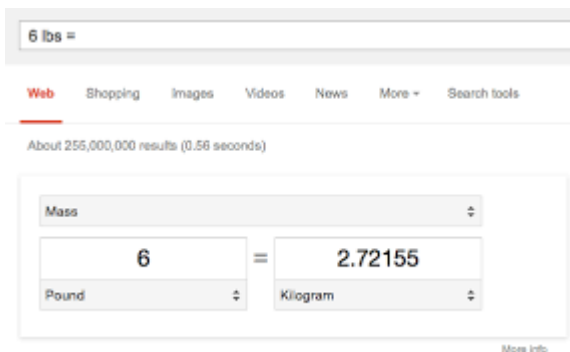 6 lbs =
Web Shopping Images Videos News More Search tools
About 255,000,000 results (0.56 seconds)
Mass
6 = 2.72155
Pound Kilogram
More info